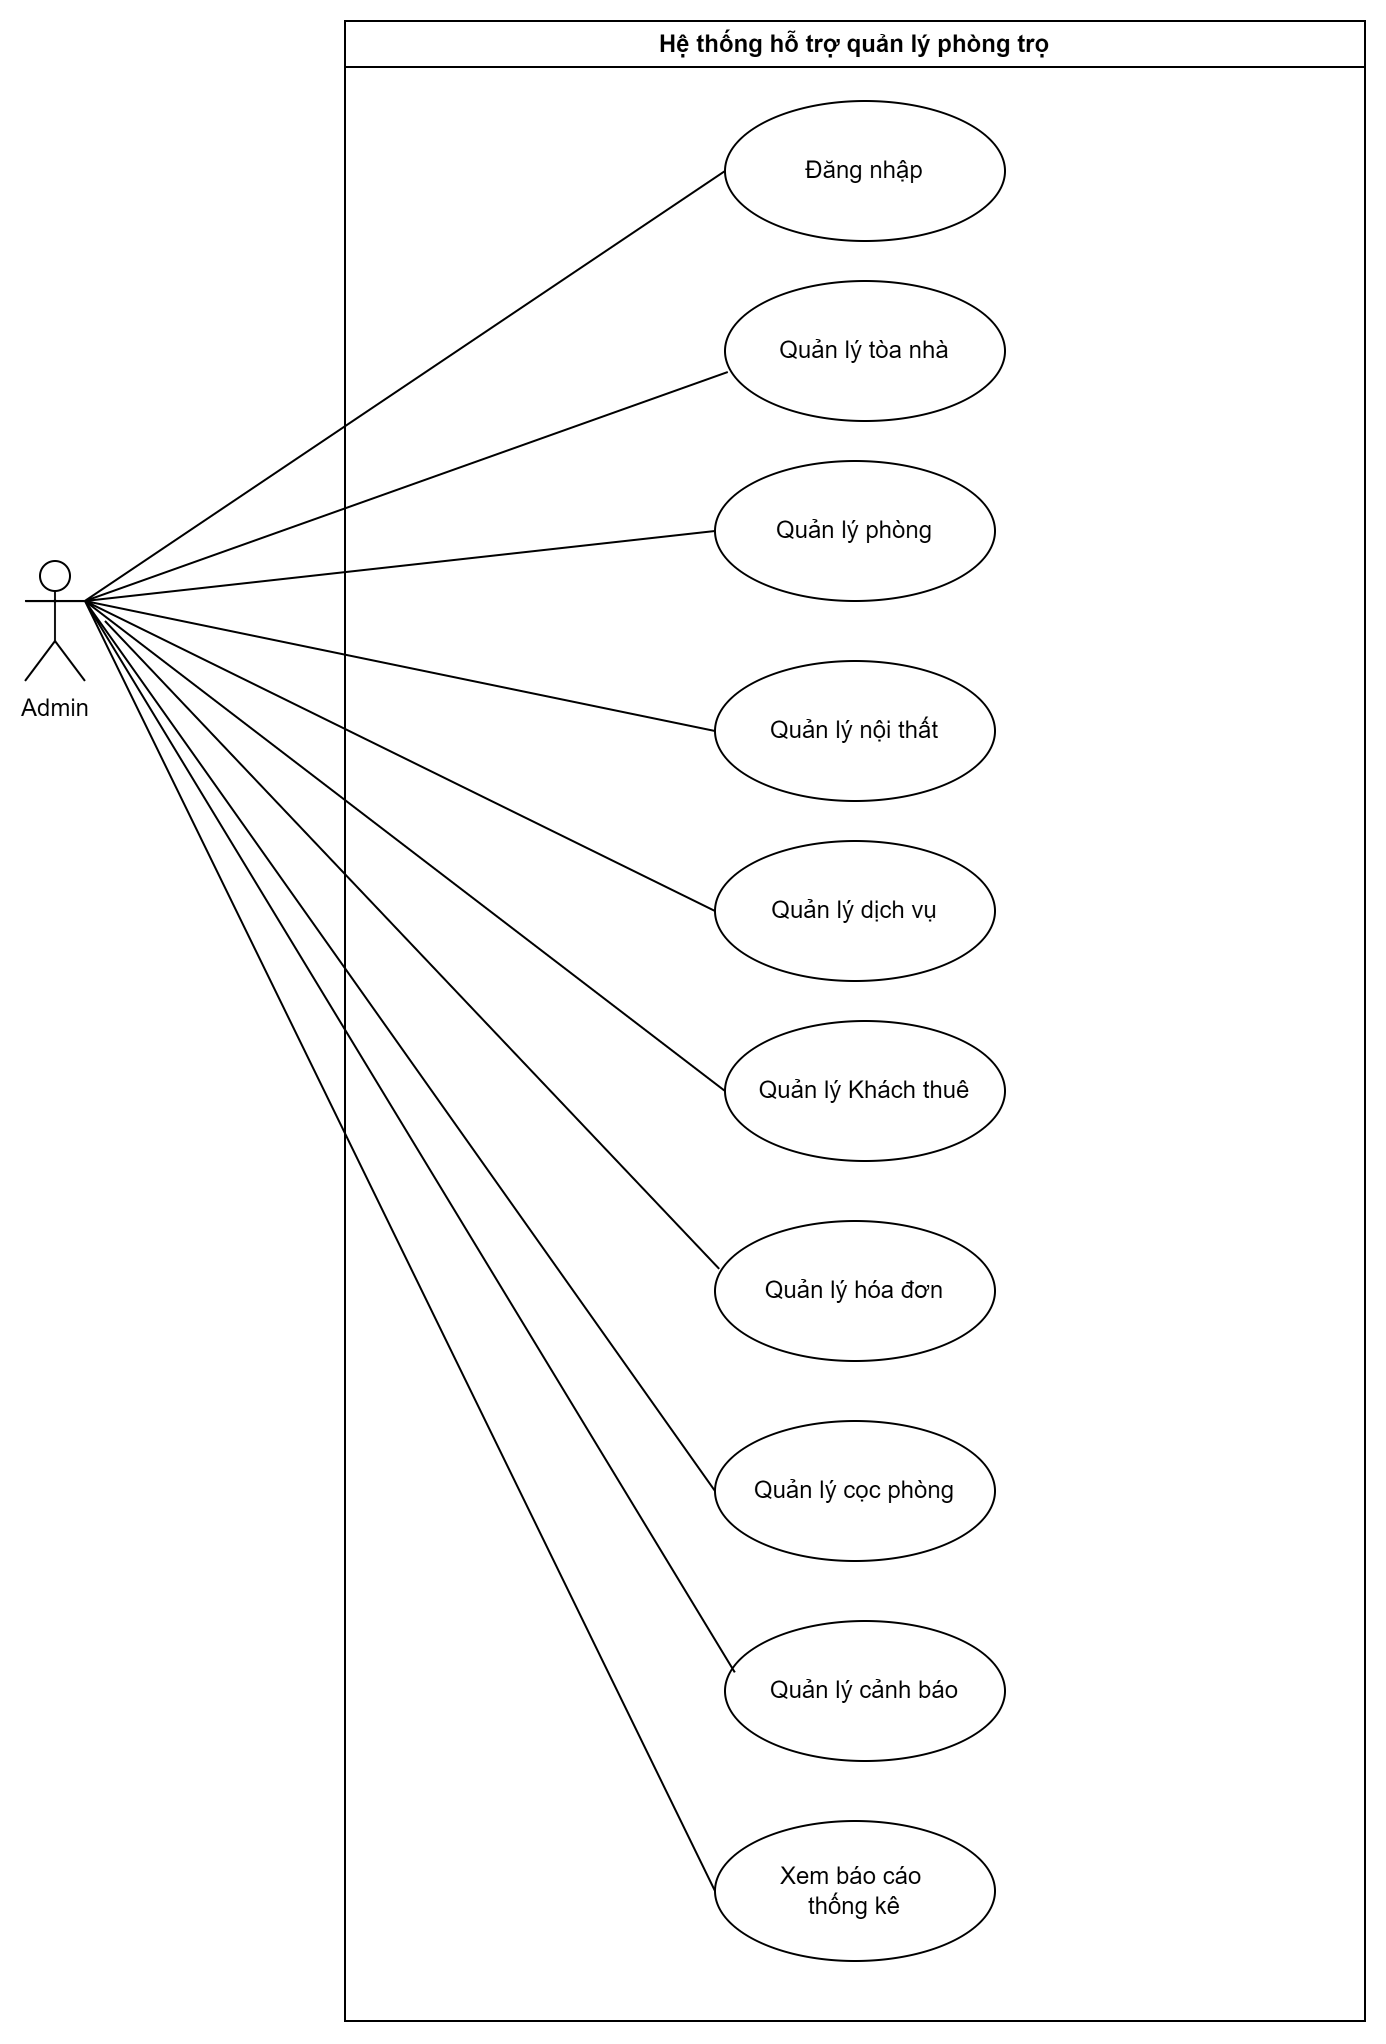 Hệ thống hỗ trợ quản lý phòng trọ
Đăng nhập
Quản lý tòa nhà
Quản lý phòng
Admin
Quản lý nội thất
Quản lý dịch vụ
Quản lý Khách thuê
Quản lý hóa đơn
Quản lý cọc phòng
Quản lý cảnh báo
Xem báo cáo
thống kê